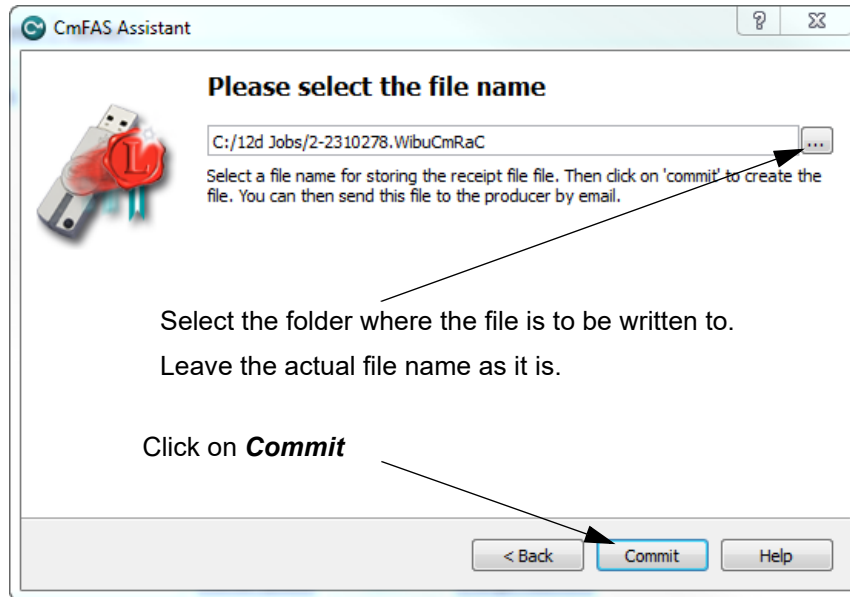 CmFAS Assistant
Please select the file name
C:/12d Jobs/2-2310278.WibuCmRaC
...
Select a file name for storing the receipt file file. Then click on 'commit' to create the
file. You can then send this file to the producer by email.
Select the folder where the file is to be written to.
Leave the actual file name as it is.
Click on Commit
< Back Commit Help